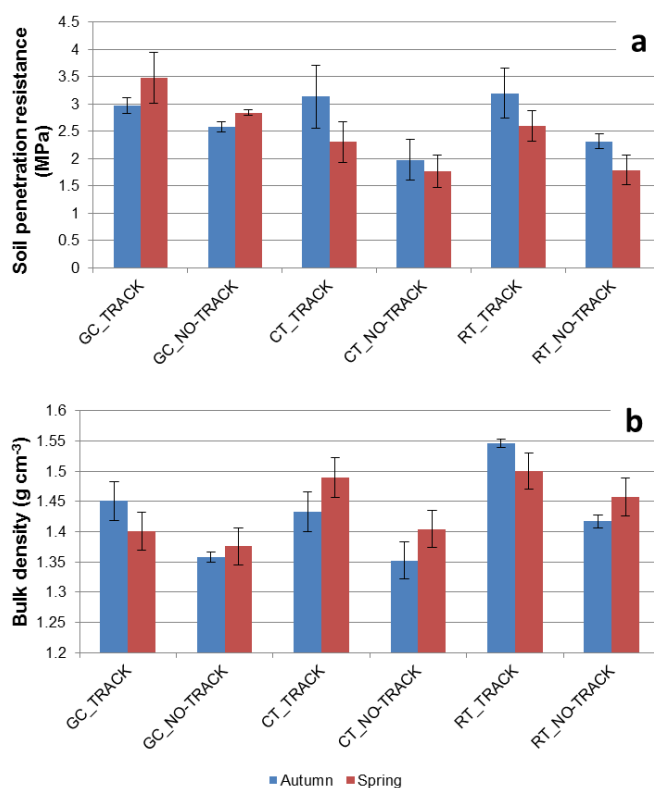 a
Soil penetration resistance
(MPa)
4.5
4
3.5
3
2.5
2
1.5
1
0.5
0
GC_TRACK
GC_NO-TRACK
CT_TRACK
CT_NO-TRACK
RT_TRACK
RT_NO-TRACK
b
Bulk density (g cm⁻³)
1.6
1.55
1.5
1.45
1.4
1.35
1.3
1.25
1.2
GC_TRACK
GC_NO-TRACK
CT_TRACK
CT_NO-TRACK
RT_TRACK
RT_NO-TRACK
Autumn Spring